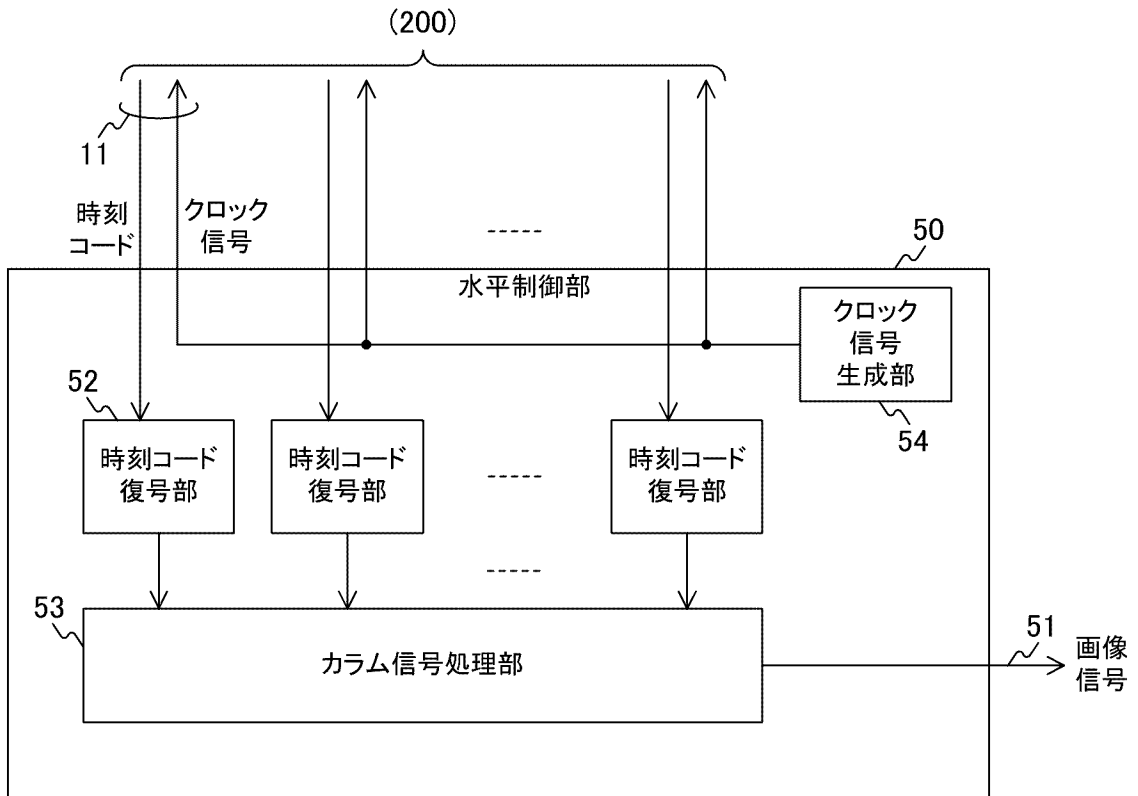 (200)
11
時刻
コード
クロック
信号
-----
50
水平制御部
クロック
信号
生成部
54
52
時刻コード
復号部
時刻コード
復号部
-----
時刻コード
復号部
-----
53
カラム信号処理部
51
画像
信号